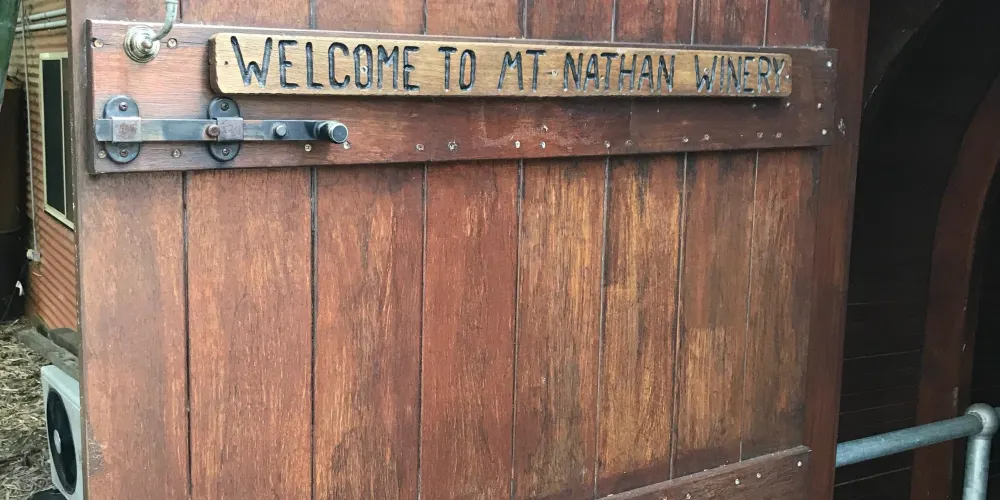 WELCOME TO MT NATHAN WINERY